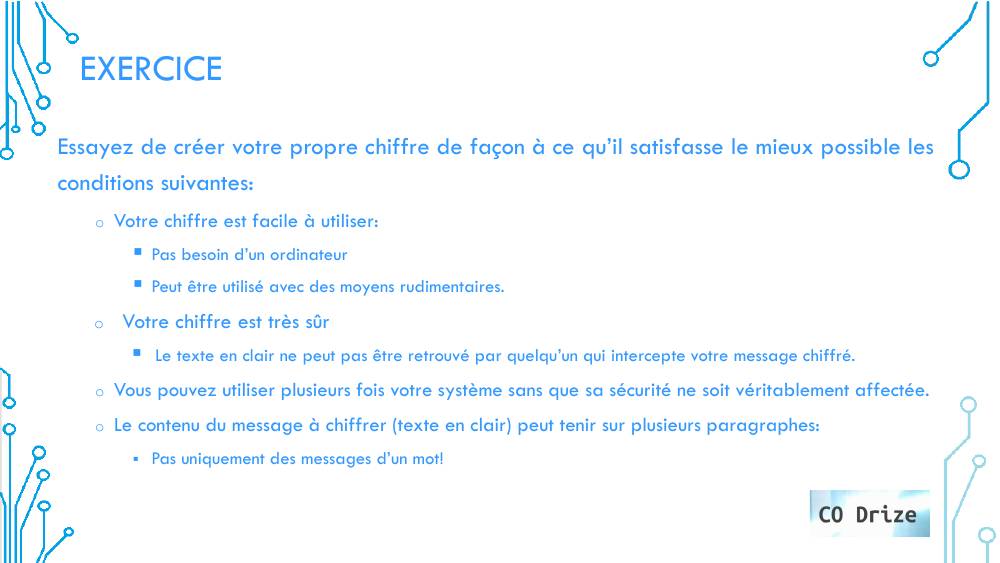 EXERCICE
Essayez de créer votre propre chiffre de façon à ce qu’il satisfasse le mieux possible les
conditions suivantes:
o Votre chiffre est facile à utiliser:
▪ Pas besoin d’un ordinateur
▪ Peut être utilisé avec des moyens rudimentaires.
o Votre chiffre est très sûr
▪ Le texte en clair ne peut pas être retrouvé par quelqu’un qui intercepte votre message chiffré.
o Vous pouvez utiliser plusieurs fois votre système sans que sa sécurité ne soit véritablement affectée.
o Le contenu du message à chiffrer (texte en clair) peut tenir sur plusieurs paragraphes:
▪ Pas uniquement des messages d’un mot!
CO Drize